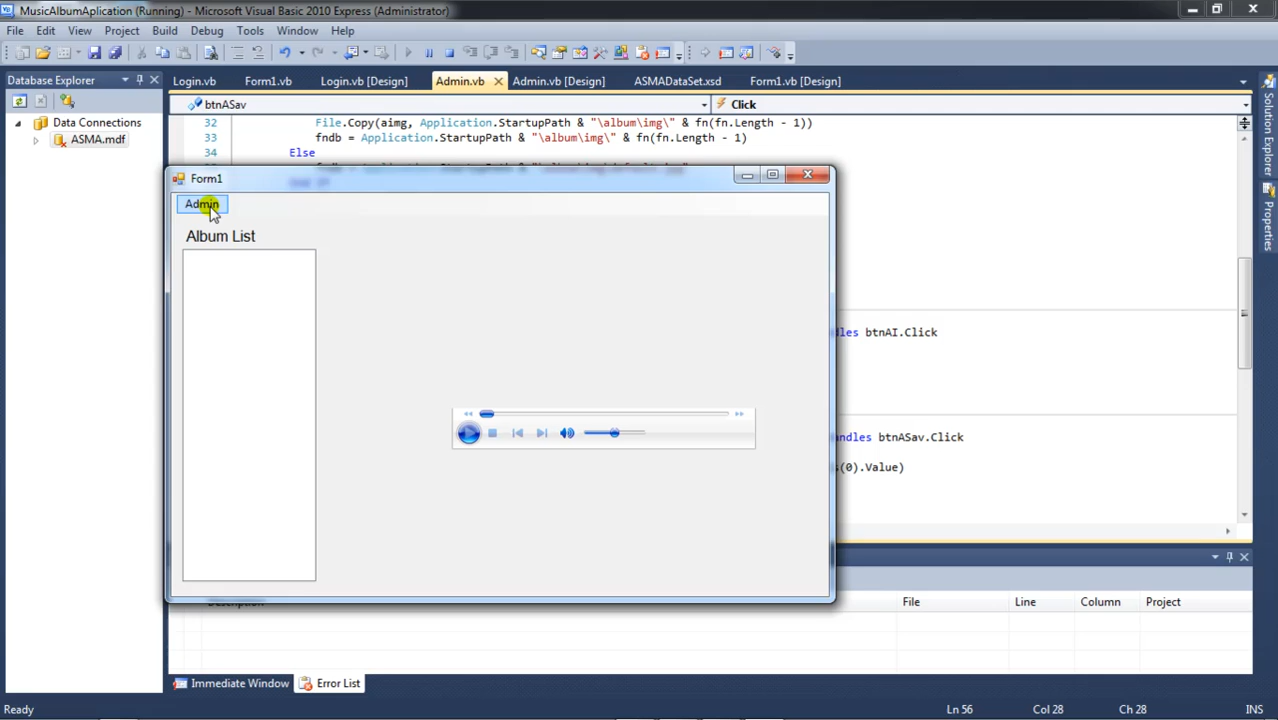 MusicAlbumAplication (Running) - Microsoft Visual Basic 2010 Express (Administrator)
File Edit View Project Build Debug Tools Window Help
Database Explorer
Login.vb Form1.vb Login.vb [Design] Admin.vb Admin.vb [Design] ASMADataSet.xsd Form1.vb [Design]
btnASav Click
Data Connections
ASMA.mdf
32 File.Copy(aimg, Application.StartupPath & "\album\img\" & fn(fn.Length - 1))
33 fndb = Application.StartupPath & "\album\img\" & fn(fn.Length - 1)
34 Else
Form1
Admin
Album List
dles btnAI.Click
ndles btnASav.Click
s(0).Value)
Solution Explorer
Properties
Description File Line Column Project
Immediate Window Error List
Ready Ln 56 Col 28 Ch 28 INS